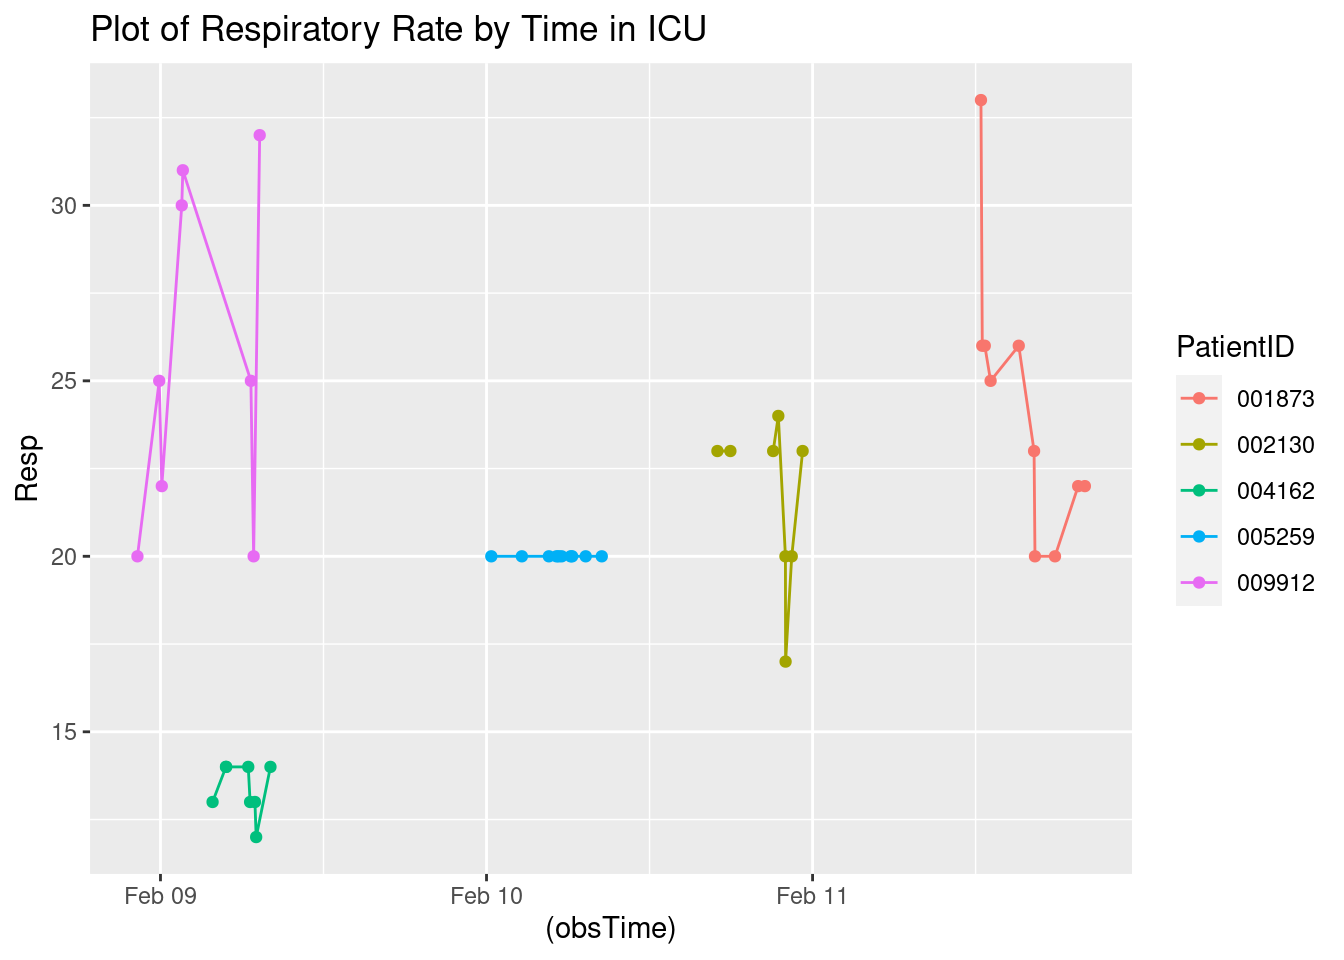 Plot of Respiratory Rate by Time in ICU
30
25
20
15
Resp
Feb 09 Feb 10 Feb 11
(obsTime)
PatientID
001873
002130
004162
005259
009912